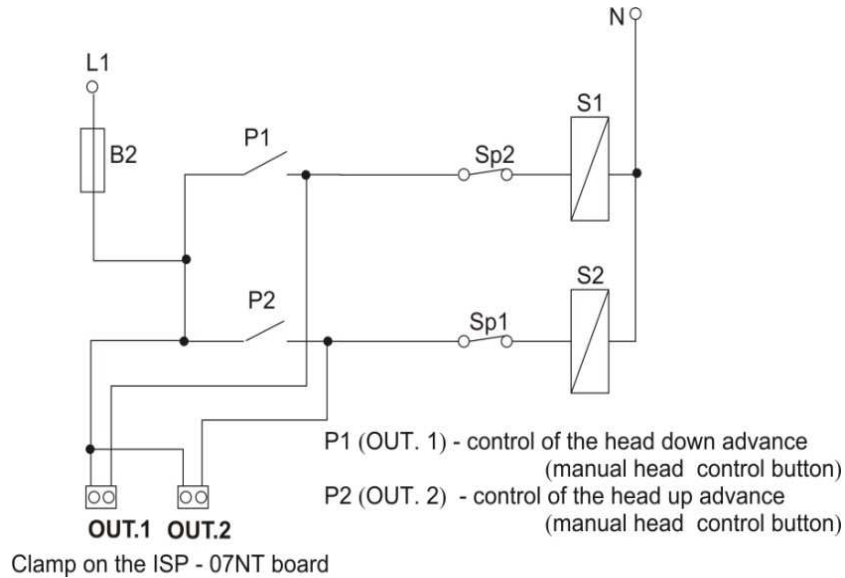 N
L1
S1
P1
B2
Sp2
S2
P2
Sp1
P1 (OUT. 1) - control of the head down advance
(manual head control button)
P2 (OUT. 2) - control of the head up advance
(manual head control button)
OUT.1 OUT.2
Clamp on the ISP - 07NT board